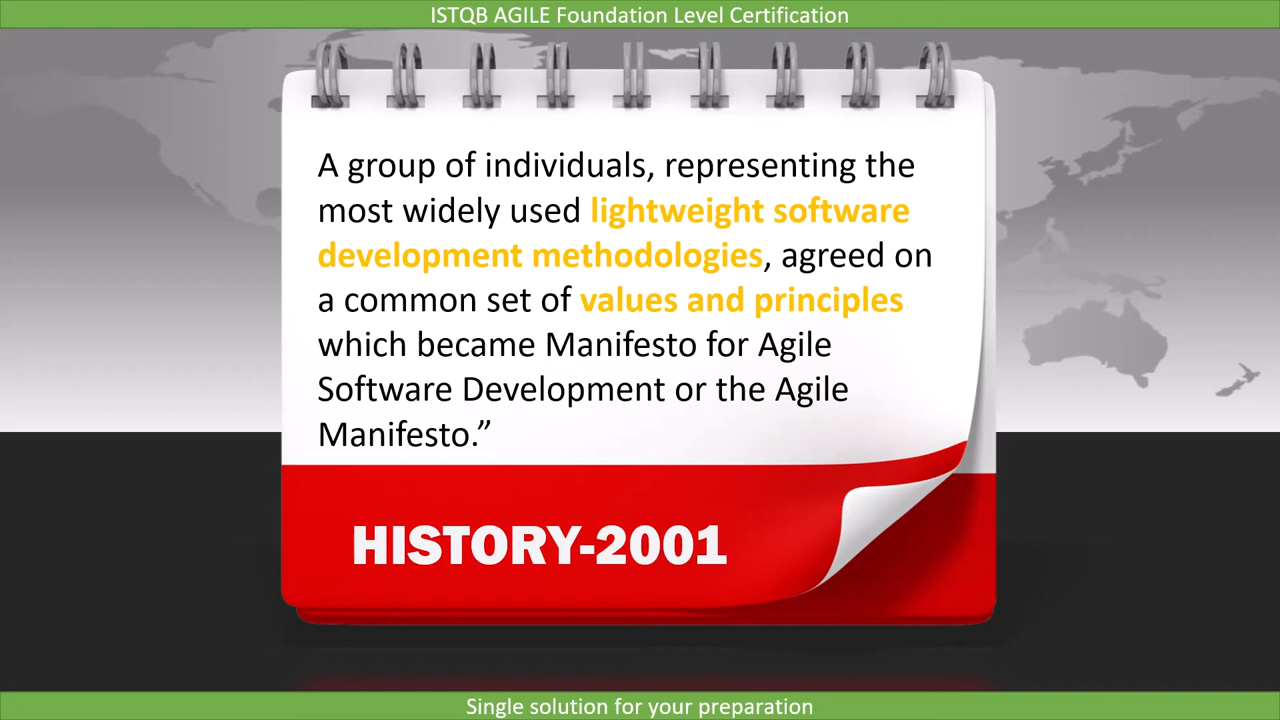 ISTQB AGILE Foundation Level Certification
A group of individuals, representing the
most widely used lightweight software
development methodologies, agreed on
a common set of values and principles
which became Manifesto for Agile
Software Development or the Agile
Manifesto.”
HISTORY-2001
Single solution for your preparation